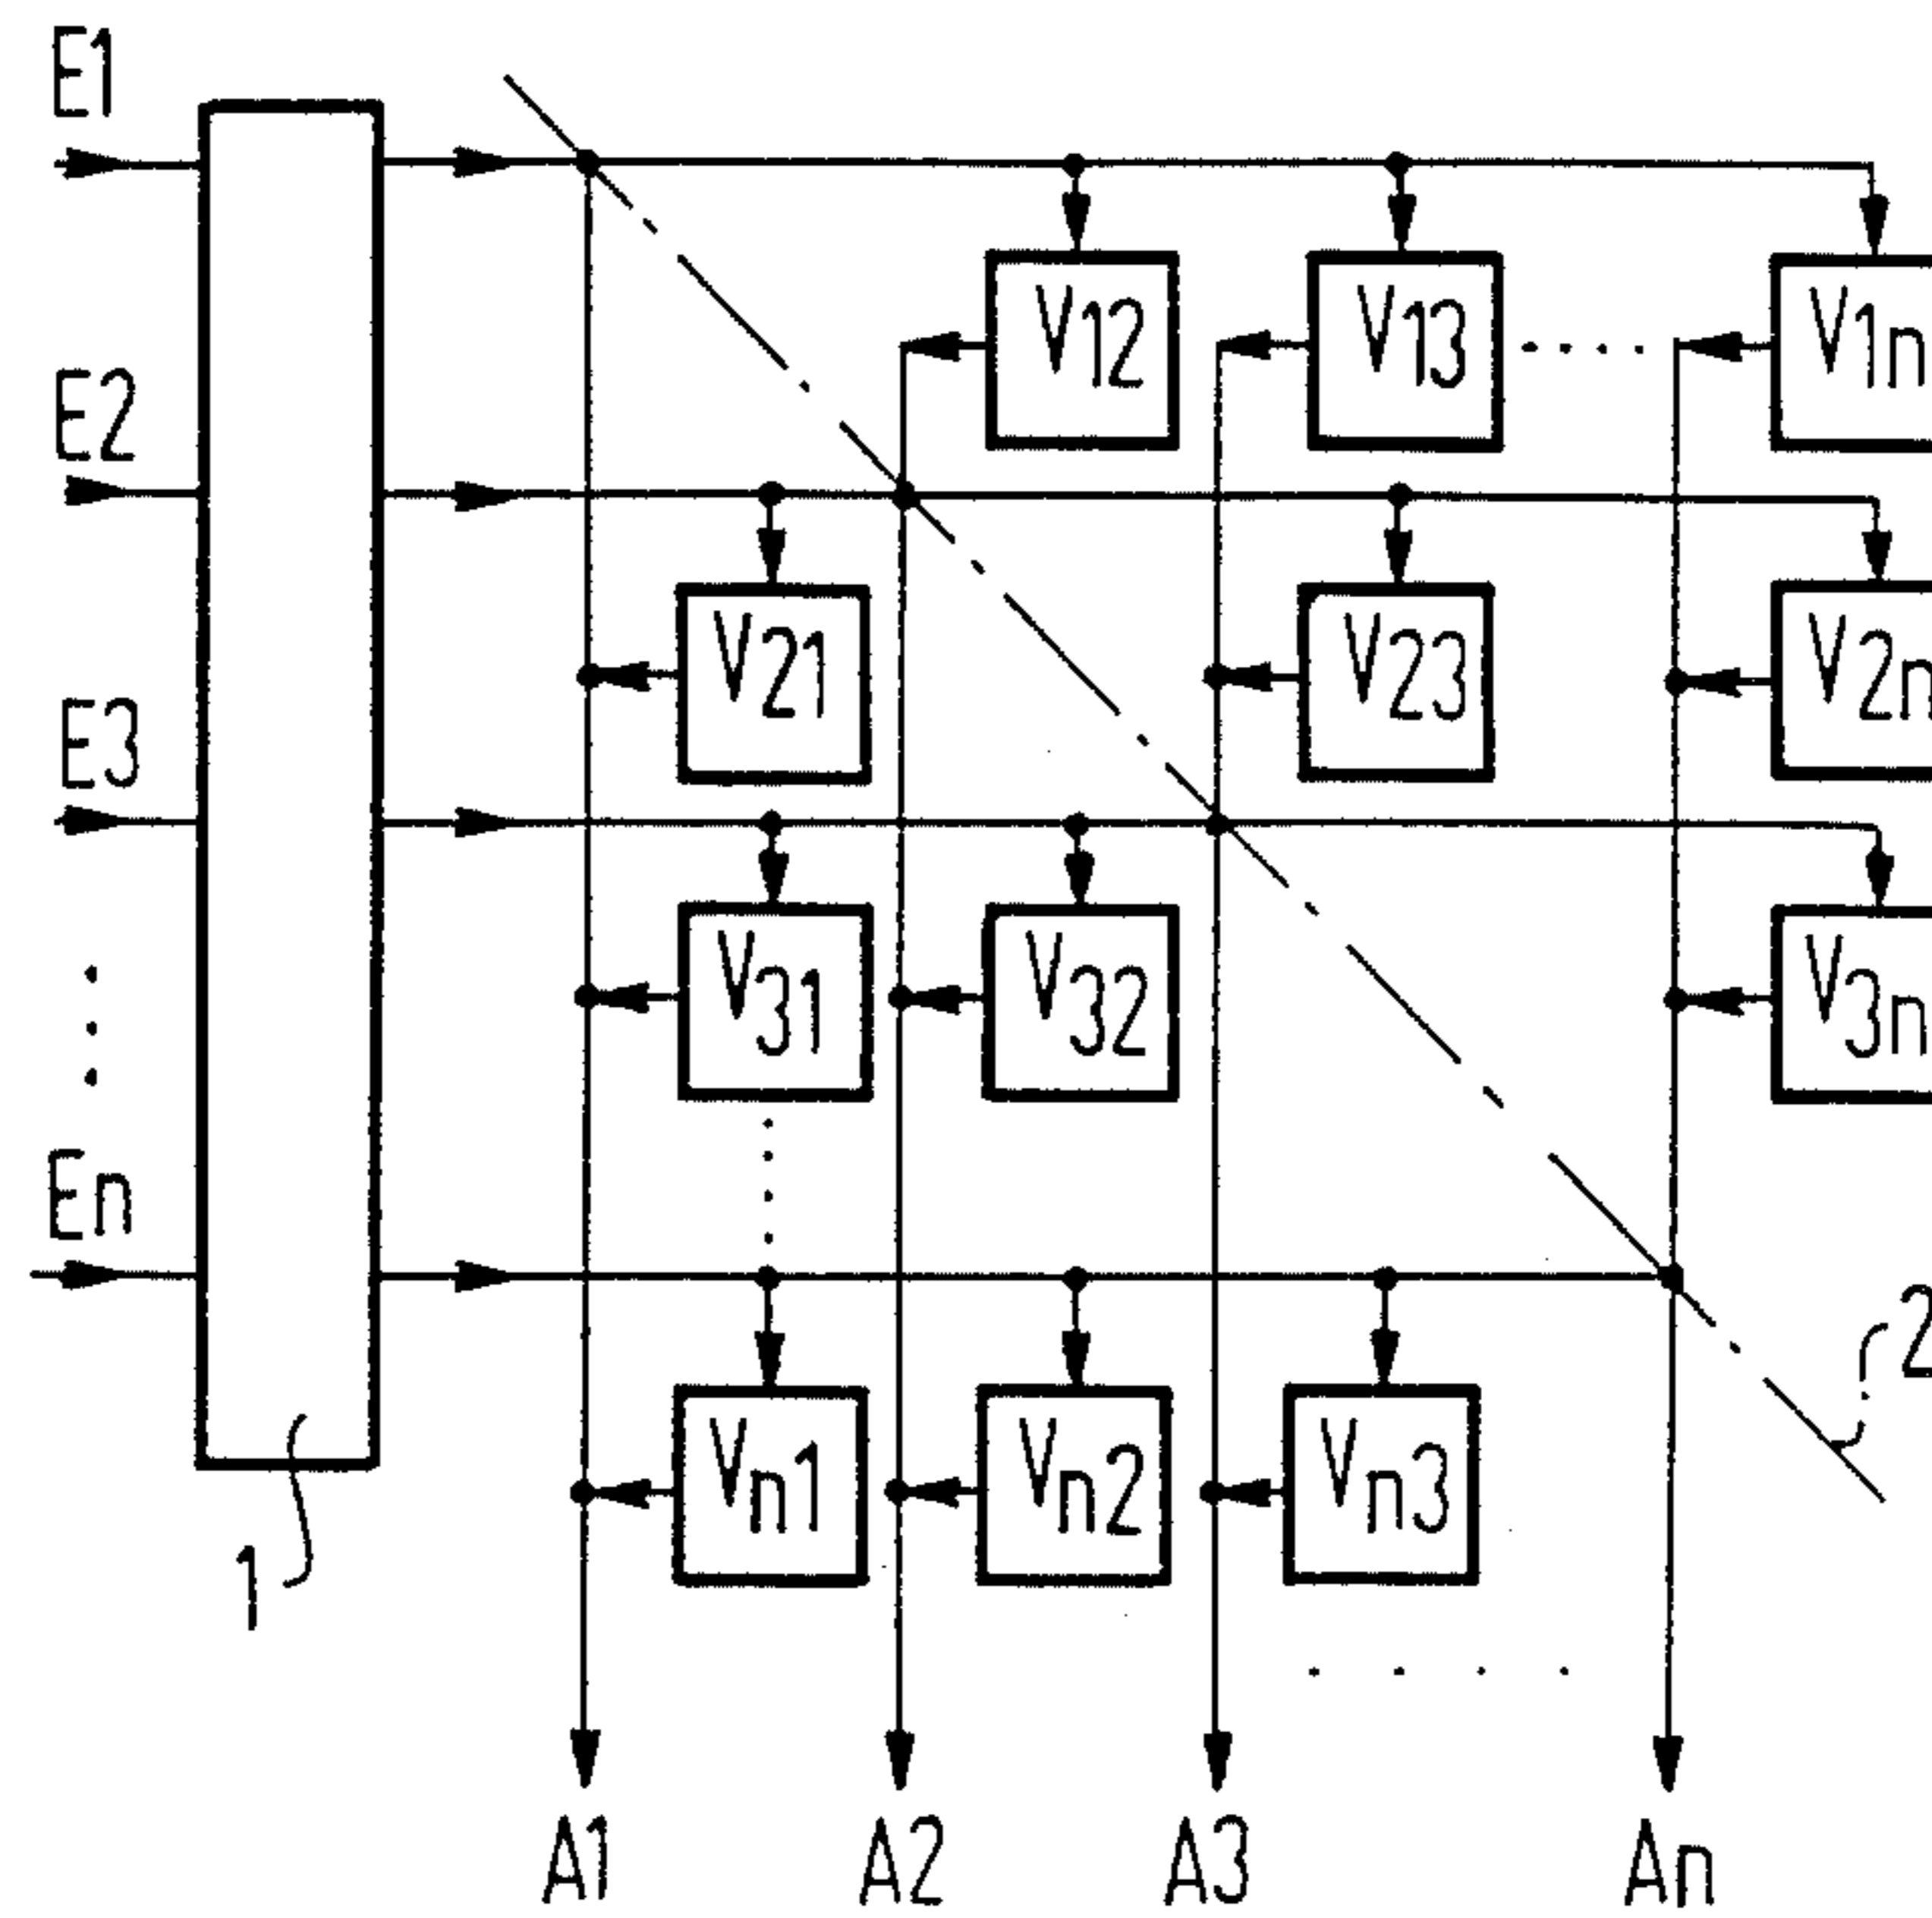 E1
V12 V13 V1n
E2
V21 V23 V2n
E3
V31 V32 V3n
En
2
Vn1 Vn2 Vn3
1
A1 A2 A3 An